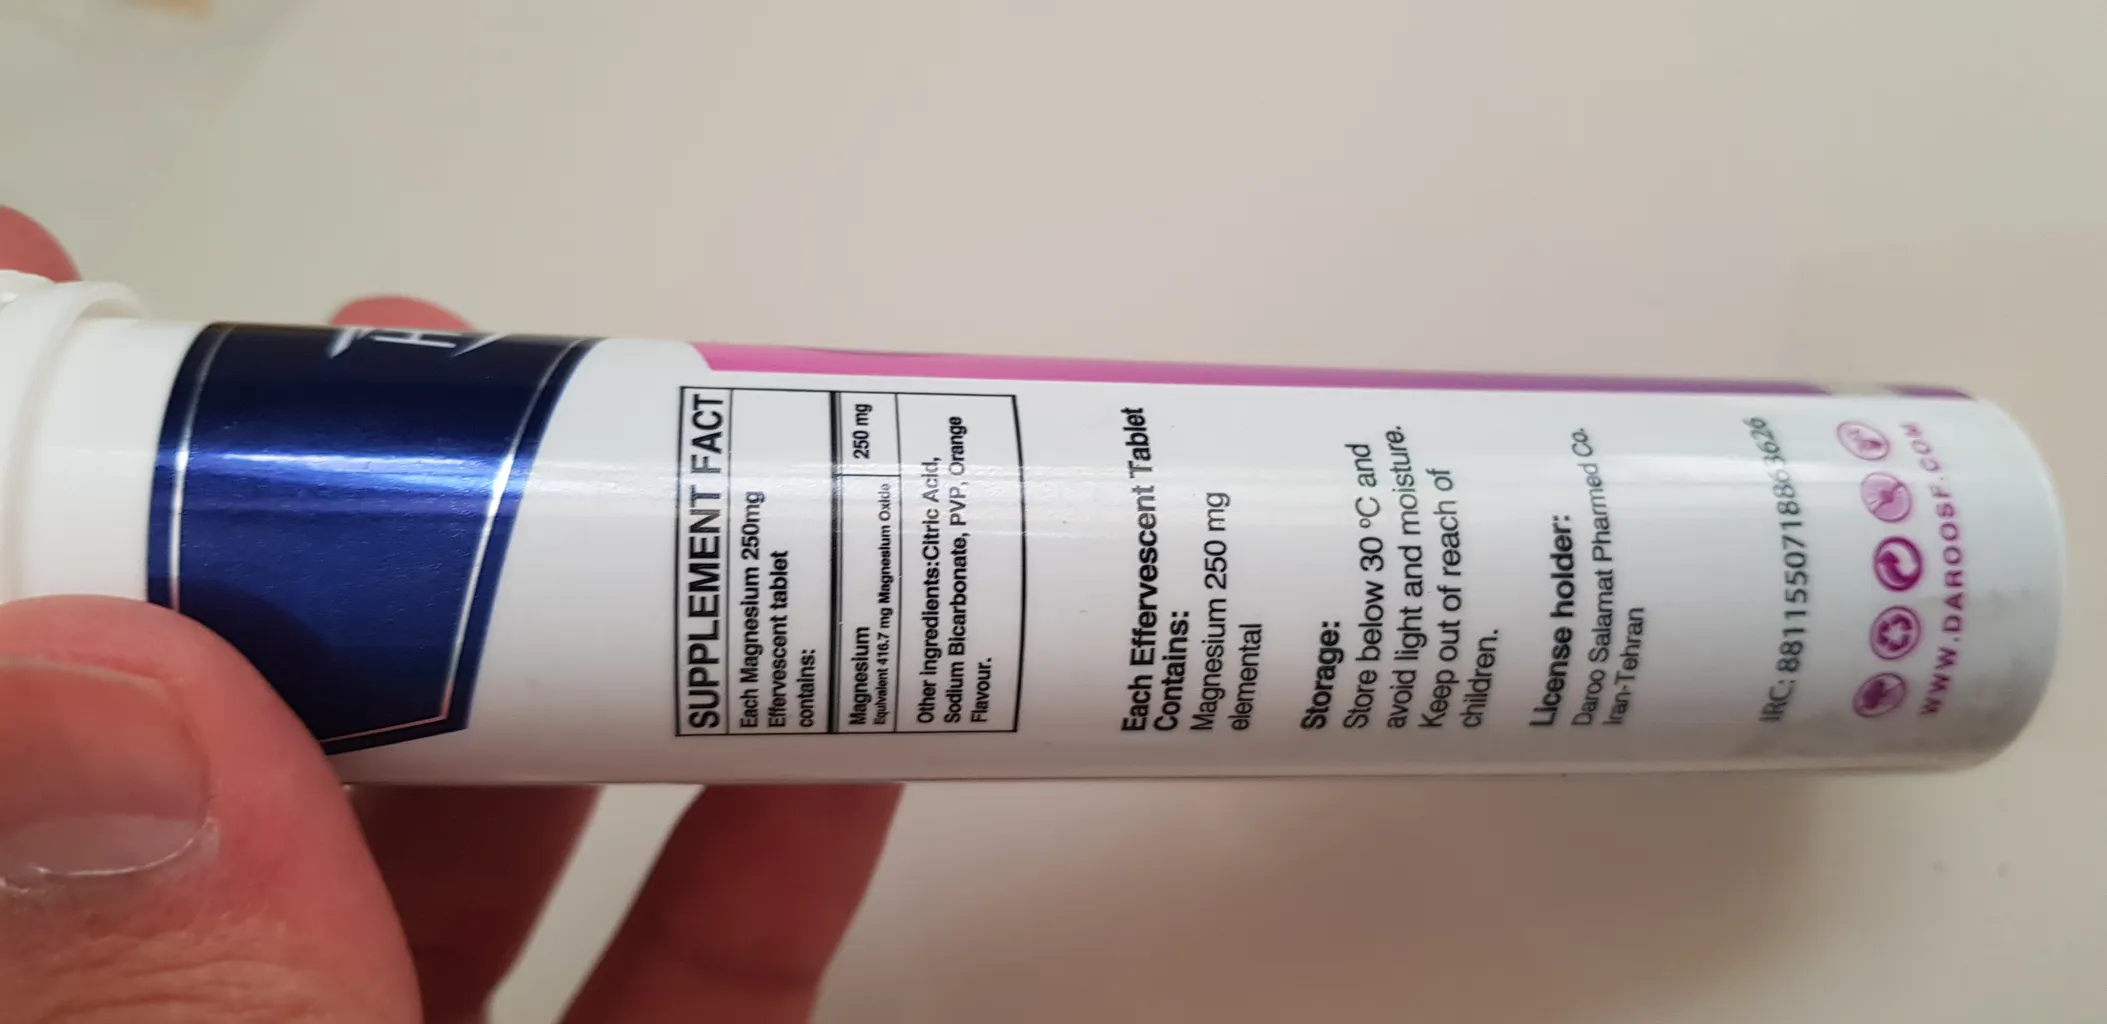 H
SUPPLEMENT FACT
Each Magnesium 250mg
Effervescent tablet
contains:
Magnesium 250 mg
Equivalent 416.7 mg Magnesium Oxide
Other Ingredients:Citric Acid,
Sodium Bicarbonate, PVP, Orange
Flavour.
Each Effervescent Tablet
Contains:
Magnesium 250 mg
elemental
Storage:
Store below 30 ºC and
avoid light and moisture.
Keep out of reach of
children.
License holder:
Daroo Salamat Pharmed Co.
Iran-Tehran
IRC: 8811550718863626
WWW.DAROOSF.COM